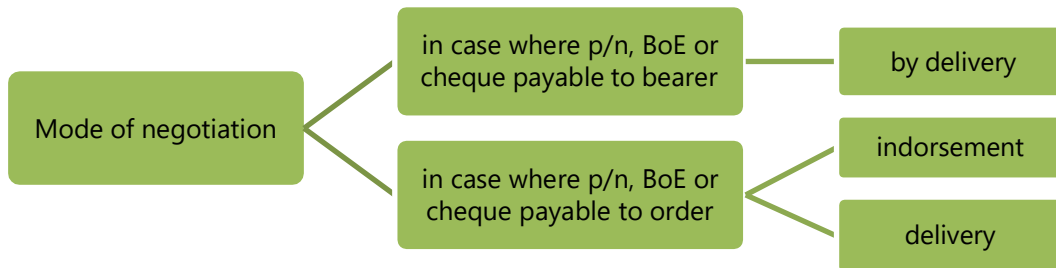 Mode of negotiation
in case where p/n, BoE or
cheque payable to bearer
by delivery
in case where p/n, BoE or
cheque payable to order
indorsement
delivery